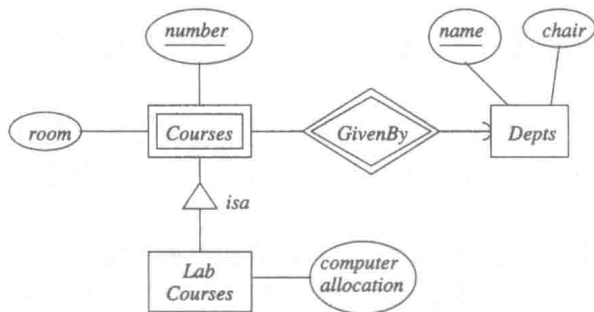 number
name
chair
room
Courses
GivenBy
Depts
isa
Lab
Courses
computer
allocation